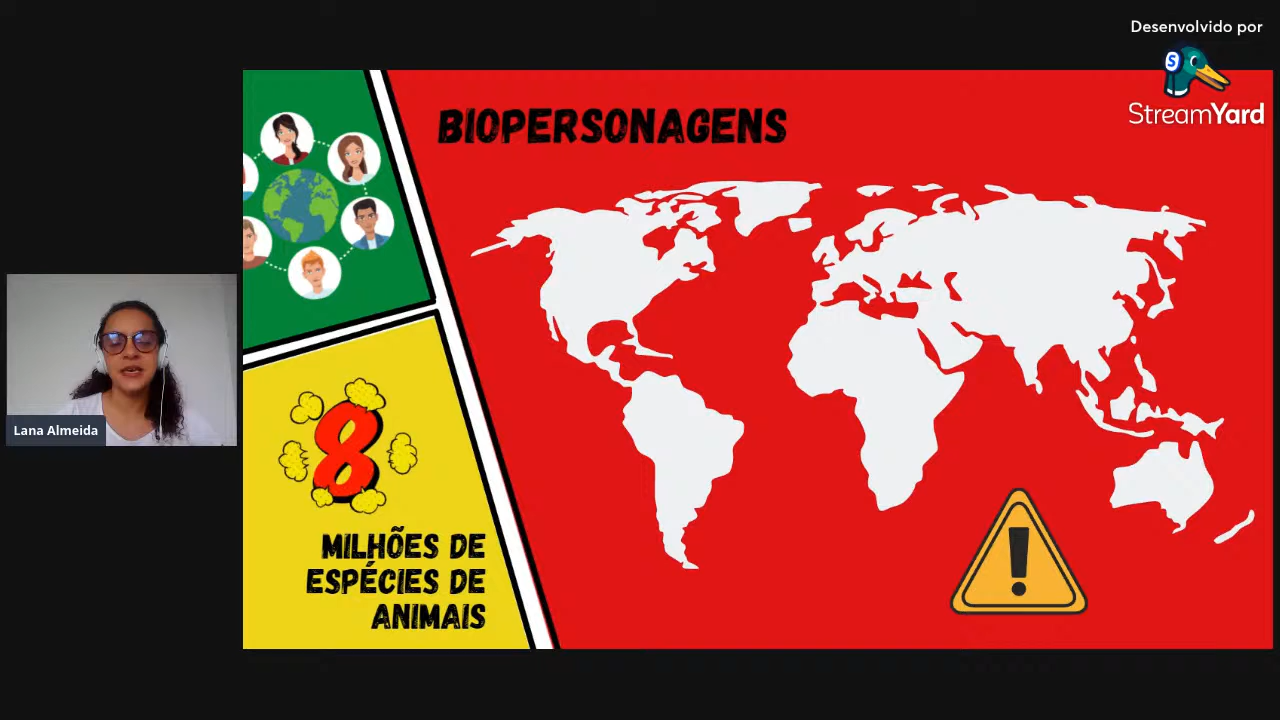 Desenvolvido por
S
StreamYard
BIOPERSONAGENS
8
MILHÕES DE
ESPÉCIES DE
ANIMAIS
!
Lana Almeida